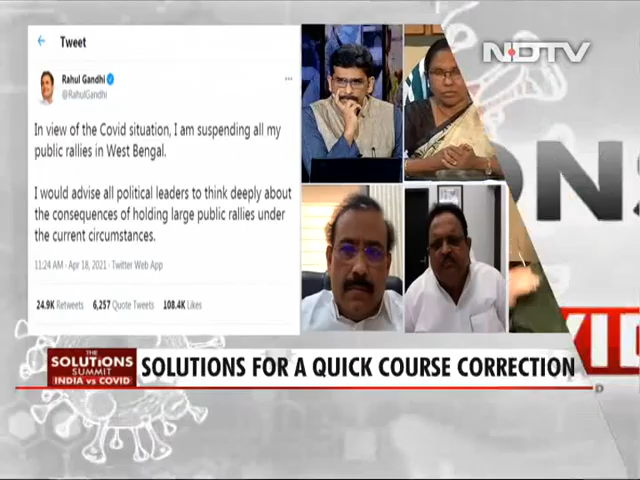 Tweet
NDTV
Rahul Gandhi
@RahulGandhi
In view of the Covid situation, I am suspending all my
public rallies in West Bengal.
I would advise all political leaders to think deeply about
the consequences of holding large public rallies under
the current circumstances.
11:24 AM - Apr 18, 2021 - Twitter Web App
24.9K Retweets 6,257 Quote Tweets 108.4K Likes
ONS
VID
THE
SOLUTIONS
SUMMIT
INDIA vs COVID
SOLUTIONS FOR A QUICK COURSE CORRECTION